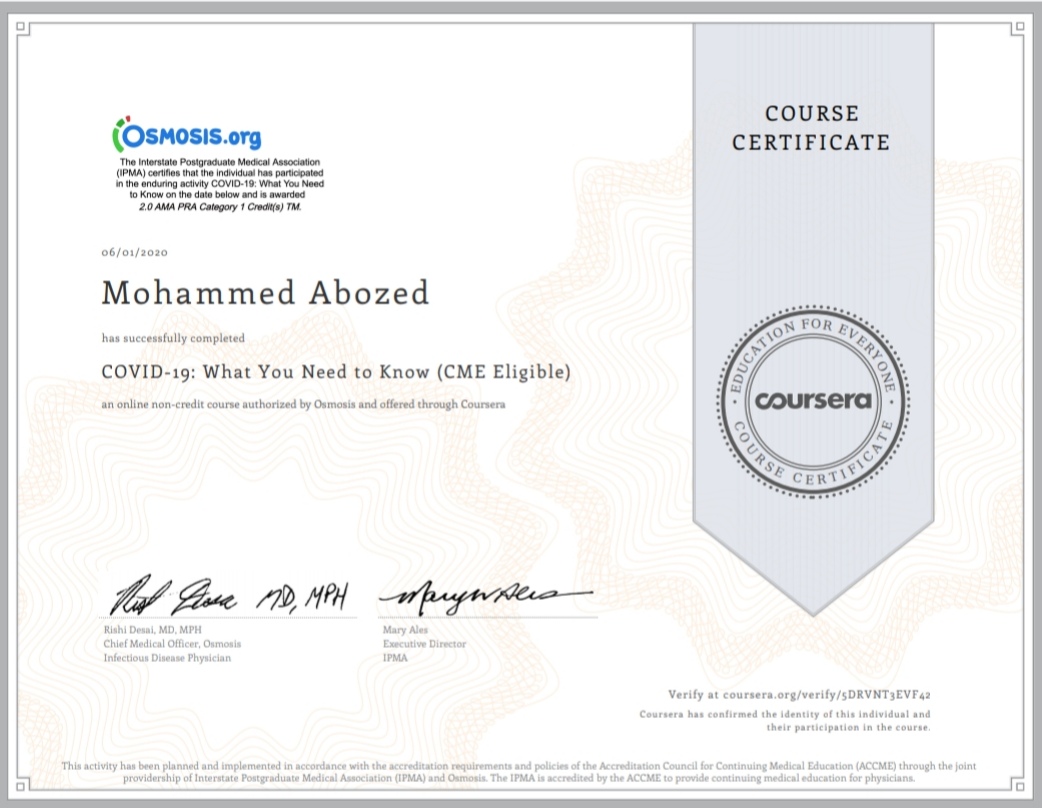 OSMOSIS.org
The Interstate Postgraduate Medical Association
(IPMA) certifies that the individual has participated
in the enduring activity COVID-19: What You Need
to Know on the date below and is awarded
2.0 AMA PRA Category 1 Credit(s) TM.
06/01/2020
Mohammed Abozed
has successfully completed
COVID-19: What You Need to Know (CME Eligible)
an online non-credit course authorized by Osmosis and offered through Coursera
COURSE
CERTIFICATE
EDUCATION FOR EVERYONE
coursera
COURSE CERTIFICATE
MD, MPH
Rishi Desai, MD, MPH
Chief Medical Officer, Osmosis
Infectious Disease Physician
Mary Ales
Executive Director
IPMA
Verify at coursera.org/verify/5DRVNT3EVF42
Coursera has confirmed the identity of this individual and
their participation in the course.
This activity has been planned and implemented in accordance with the accreditation requirements and policies of the Accreditation Council for Continuing Medical Education (ACCME) through the joint
providership of Interstate Postgraduate Medical Association (IPMA) and Osmosis. The IPMA is accredited by the ACCME to provide continuing medical education for physicians.